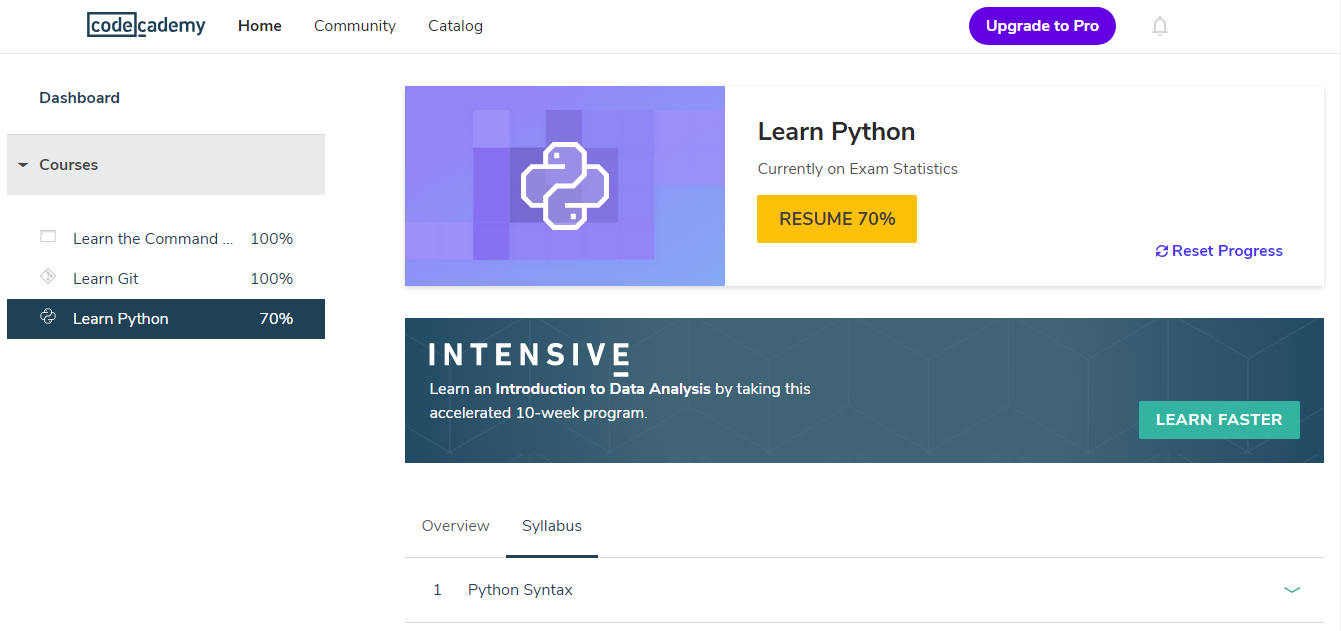 codecademy Home Community Catalog Upgrade to Pro
Dashboard
Courses
Learn the Command ... 100%
Learn Git 100%
Learn Python 70%
Learn Python
Currently on Exam Statistics
RESUME 70%
Reset Progress
INTENSIVE
Learn an Introduction to Data Analysis by taking this
accelerated 10-week program.
LEARN FASTER
Overview Syllabus
1 Python Syntax